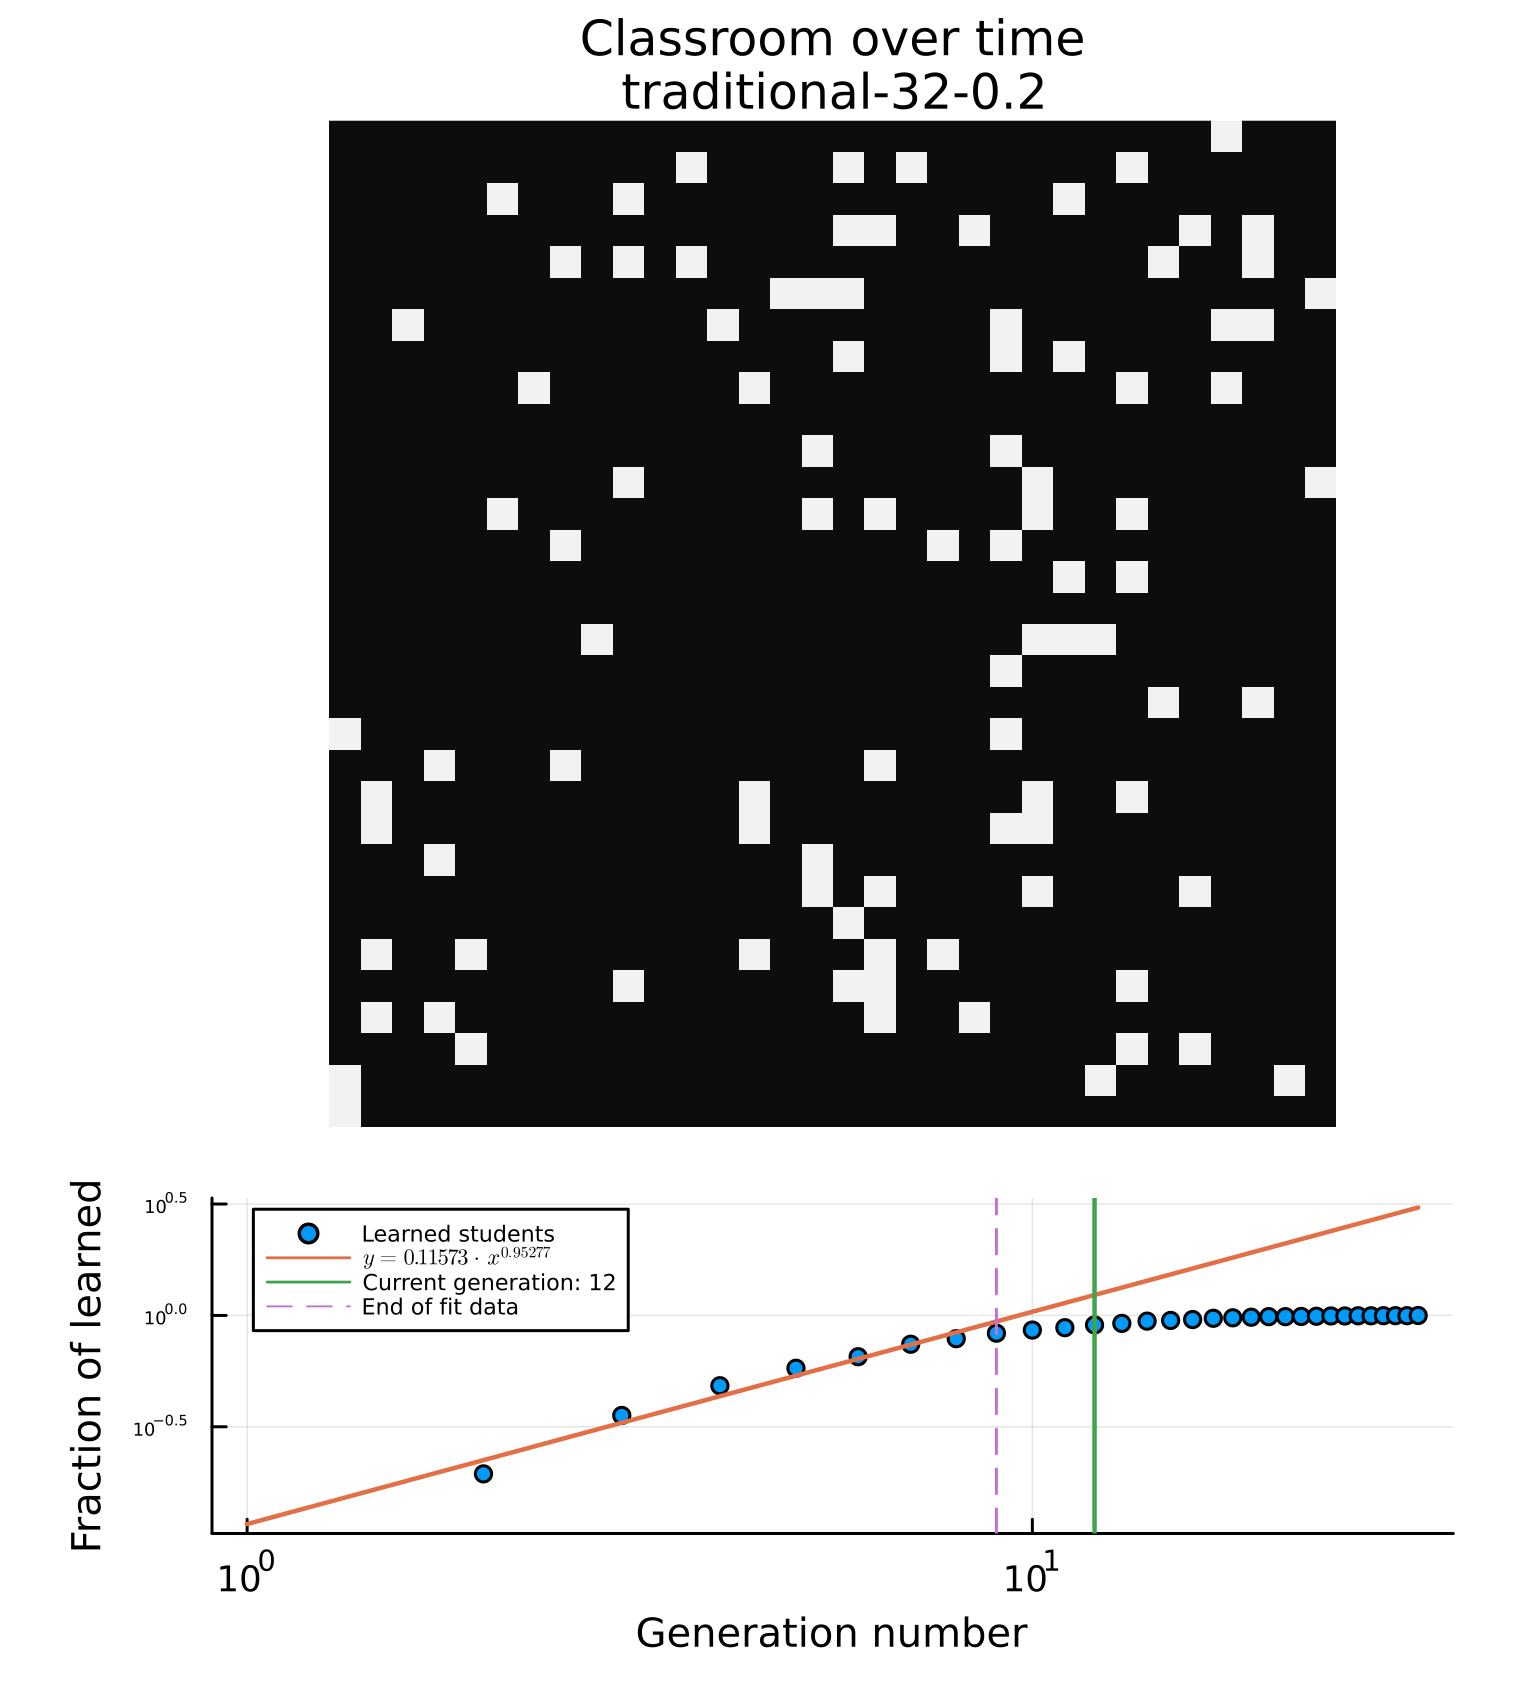 Classroom over time
traditional-32-0.2
Fraction of learned
10^0.5
10^0.0
10^−0.5
Learned students
y = 0.11573 · x^0.95277
Current generation: 12
End of fit data
10^0
10^1
Generation number